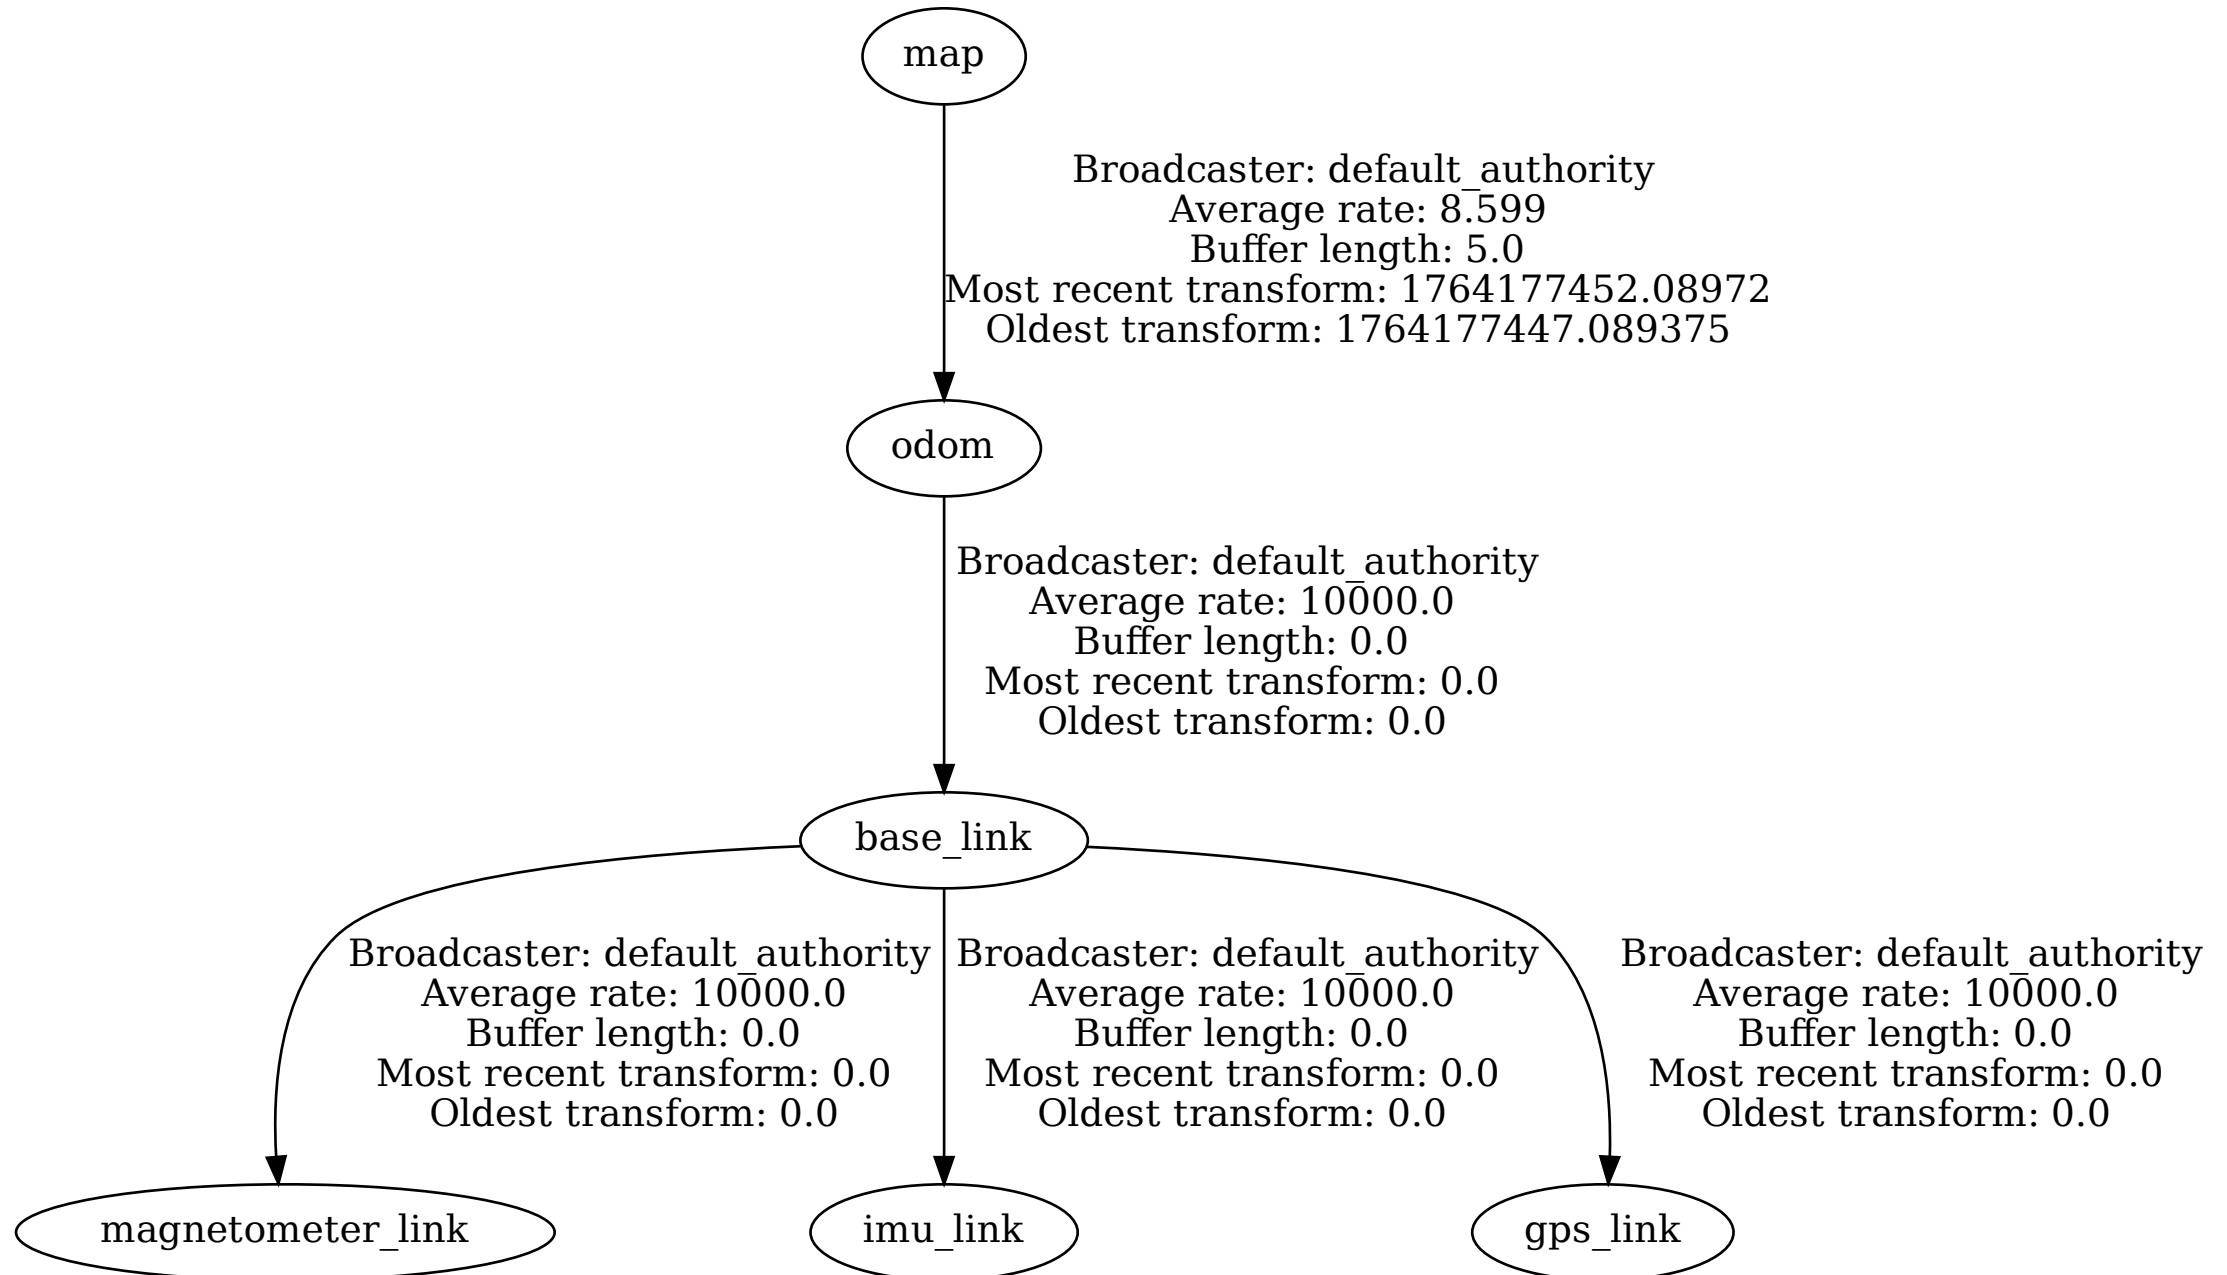 map
Broadcaster: default_authority
Average rate: 8.599
Buffer length: 5.0
Most recent transform: 1764177452.08972
Oldest transform: 1764177447.089375
odom
Broadcaster: default_authority
Average rate: 10000.0
Buffer length: 0.0
Most recent transform: 0.0
Oldest transform: 0.0
base_link
Broadcaster: default_authority
Average rate: 10000.0
Buffer length: 0.0
Most recent transform: 0.0
Oldest transform: 0.0
Broadcaster: default_authority
Average rate: 10000.0
Buffer length: 0.0
Most recent transform: 0.0
Oldest transform: 0.0
Broadcaster: default_authority
Average rate: 10000.0
Buffer length: 0.0
Most recent transform: 0.0
Oldest transform: 0.0
magnetometer_link
imu_link
gps_link